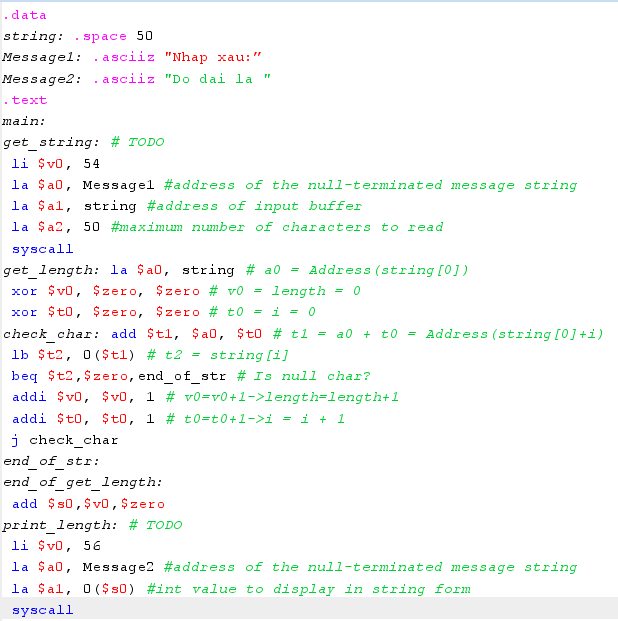 .data
string: .space 50
Message1: .asciiz "Nhap xau:”
Message2: .asciiz "Do dai la "
.text
main:
get_string: # TODO
li $v0, 54
la $a0, Message1 #address of the null-terminated message string
la $a1, string #address of input buffer
la $a2, 50 #maximum number of characters to read
syscall
get_length: la $a0, string # a0 = Address(string[0])
xor $v0, $zero, $zero # v0 = length = 0
xor $t0, $zero, $zero # t0 = i = 0
check_char: add $t1, $a0, $t0 # t1 = a0 + t0 = Address(string[0]+i)
lb $t2, 0($t1) # t2 = string[i]
beq $t2,$zero,end_of_str # Is null char?
addi $v0, $v0, 1 # v0=v0+1->length=length+1
addi $t0, $t0, 1 # t0=t0+1->i = i + 1
j check_char
end_of_str:
end_of_get_length:
add $s0,$v0,$zero
print_length: # TODO
li $v0, 56
la $a0, Message2 #address of the null-terminated message string
la $a1, 0($s0) #int value to display in string form
syscall